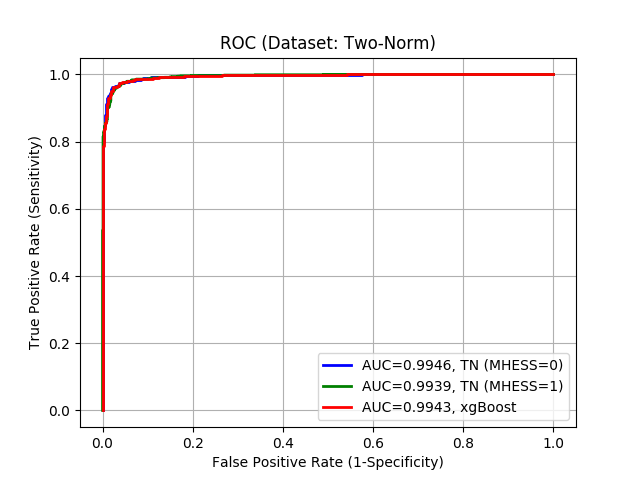 ROC (Dataset: Two-Norm)
True Positive Rate (Sensitivity)
1.0
0.8
0.6
0.4
0.2
0.0
AUC=0.9946, TN (MHESS=0)
AUC=0.9939, TN (MHESS=1)
AUC=0.9943, xgBoost
0.0 0.2 0.4 0.6 0.8 1.0
False Positive Rate (1-Specificity)